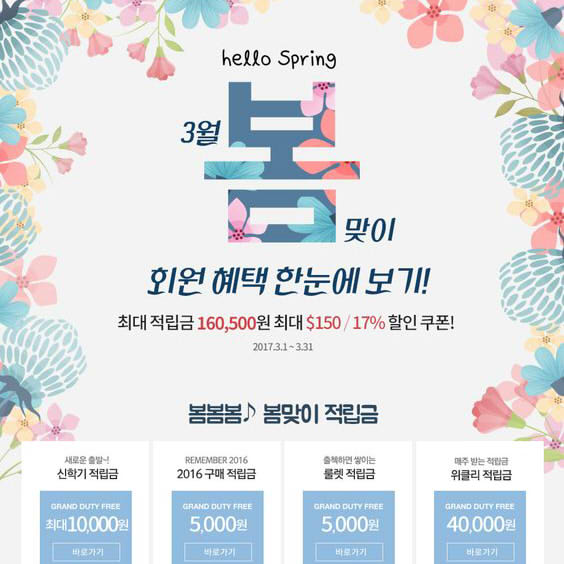 hello Spring
3월
봄
맞이
회원 혜택 한눈에 보기!
최대 적립금 160,500원 최대 $150 / 17% 할인 쿠폰!
2017.3.1 ~ 3.31
봄봄봄♪ 봄맞이 적립금
새로운 출발~!
신학기 적립금
GRAND DUTY FREE
최대10,000원
바로가기
REMEMBER 2016
2016 구매 적립금
GRAND DUTY FREE
5,000원
바로가기
출첵하면 쌓이는
룰렛 적립금
GRAND DUTY FREE
5,000원
바로가기
매주 받는 적립금
위클리 적립금
GRAND DUTY FREE
40,000원
바로가기